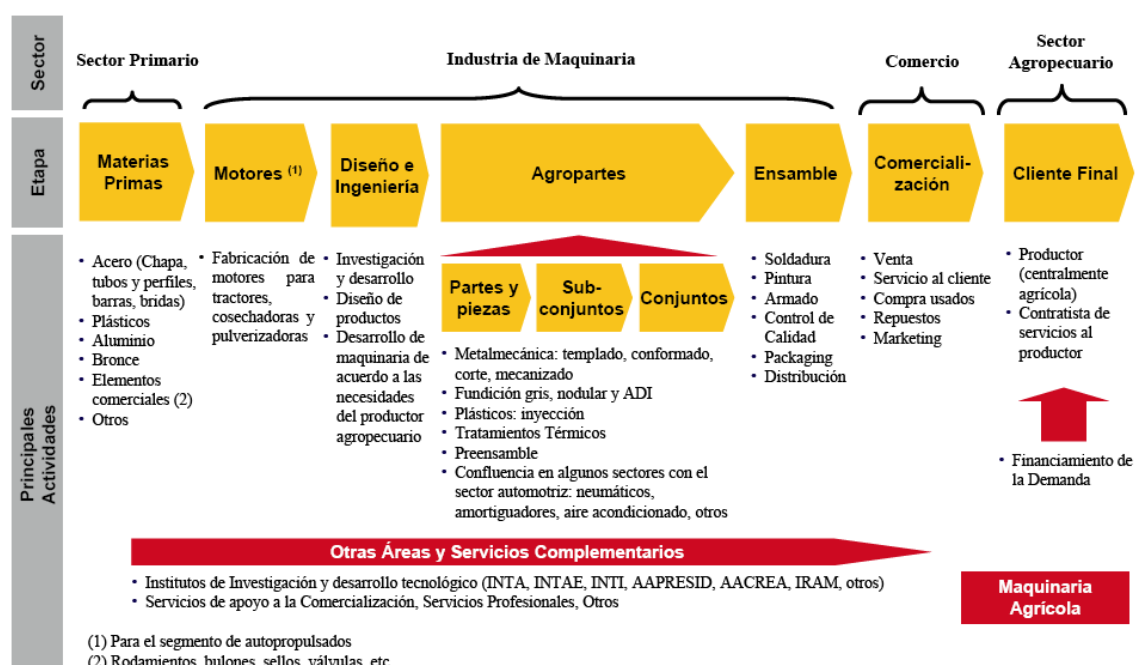 Sector
Sector Primario
Industria de Maquinaria
Comercio
Sector
Agropecuario
Etapa
Materias
Primas
Motores (1)
Diseño e
Ingeniería
Agropartes
Ensamble
Comerciali-
zación
Cliente Final
Principales
Actividades
• Acero (Chapa,
tubos y perfiles,
barras, bridas)
• Plásticos
• Aluminio
• Bronce
• Elementos
comerciales (2)
• Otros
• Fabricación de
motores para
tractores,
cosechadoras y
pulverizadoras
• Investigación
y desarrollo
• Diseño de
productos
• Desarrollo de
maquinaria de
acuerdo a las
necesidades
del productor
agropecuario
Partes y
piezas
Sub-
conjuntos
Conjuntos
• Metalmecánica: templado, conformado,
corte, mecanizado
• Fundición gris, nodular y ADI
• Plásticos: inyección
• Tratamientos Térmicos
• Preensamble
• Confluencia en algunos sectores con el
sector automotriz: neumáticos,
amortiguadores, aire acondicionado, otros
• Soldadura
• Pintura
• Armado
• Control de
Calidad
• Packaging
• Distribución
• Venta
• Servicio al cliente
• Compra usados
• Repuestos
• Marketing
• Productor
(centralmente
agrícola)
• Contratista de
servicios al
productor
• Financiamiento de
la Demanda
Otras Áreas y Servicios Complementarios
• Institutos de Investigación y desarrollo tecnológico (INTA, INTAE, INTI, AAPRESID, AACREA, IRAM, otros)
• Servicios de apoyo a la Comercialización, Servicios Profesionales, Otros
Maquinaria
Agrícola
(1) Para el segmento de autopropulsados
(2) Rodamientos, bulones, sellos, válvulas, etc